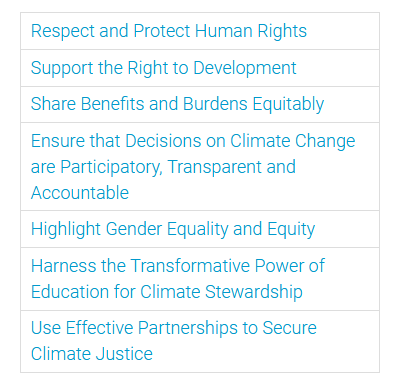 Respect and Protect Human Rights
Support the Right to Development
Share Benefits and Burdens Equitably
Ensure that Decisions on Climate Change
are Participatory, Transparent and
Accountable
Highlight Gender Equality and Equity
Harness the Transformative Power of
Education for Climate Stewardship
Use Effective Partnerships to Secure
Climate Justice